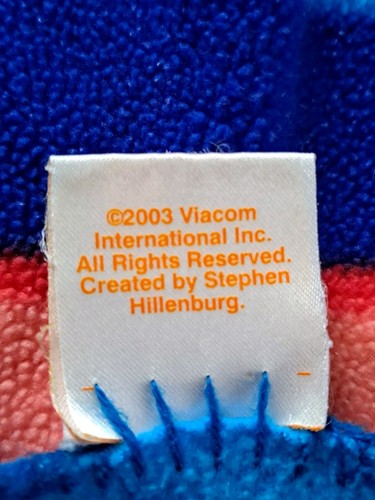 ©2003 Viacom
International Inc.
All Rights Reserved.
Created by Stephen
Hillenburg.